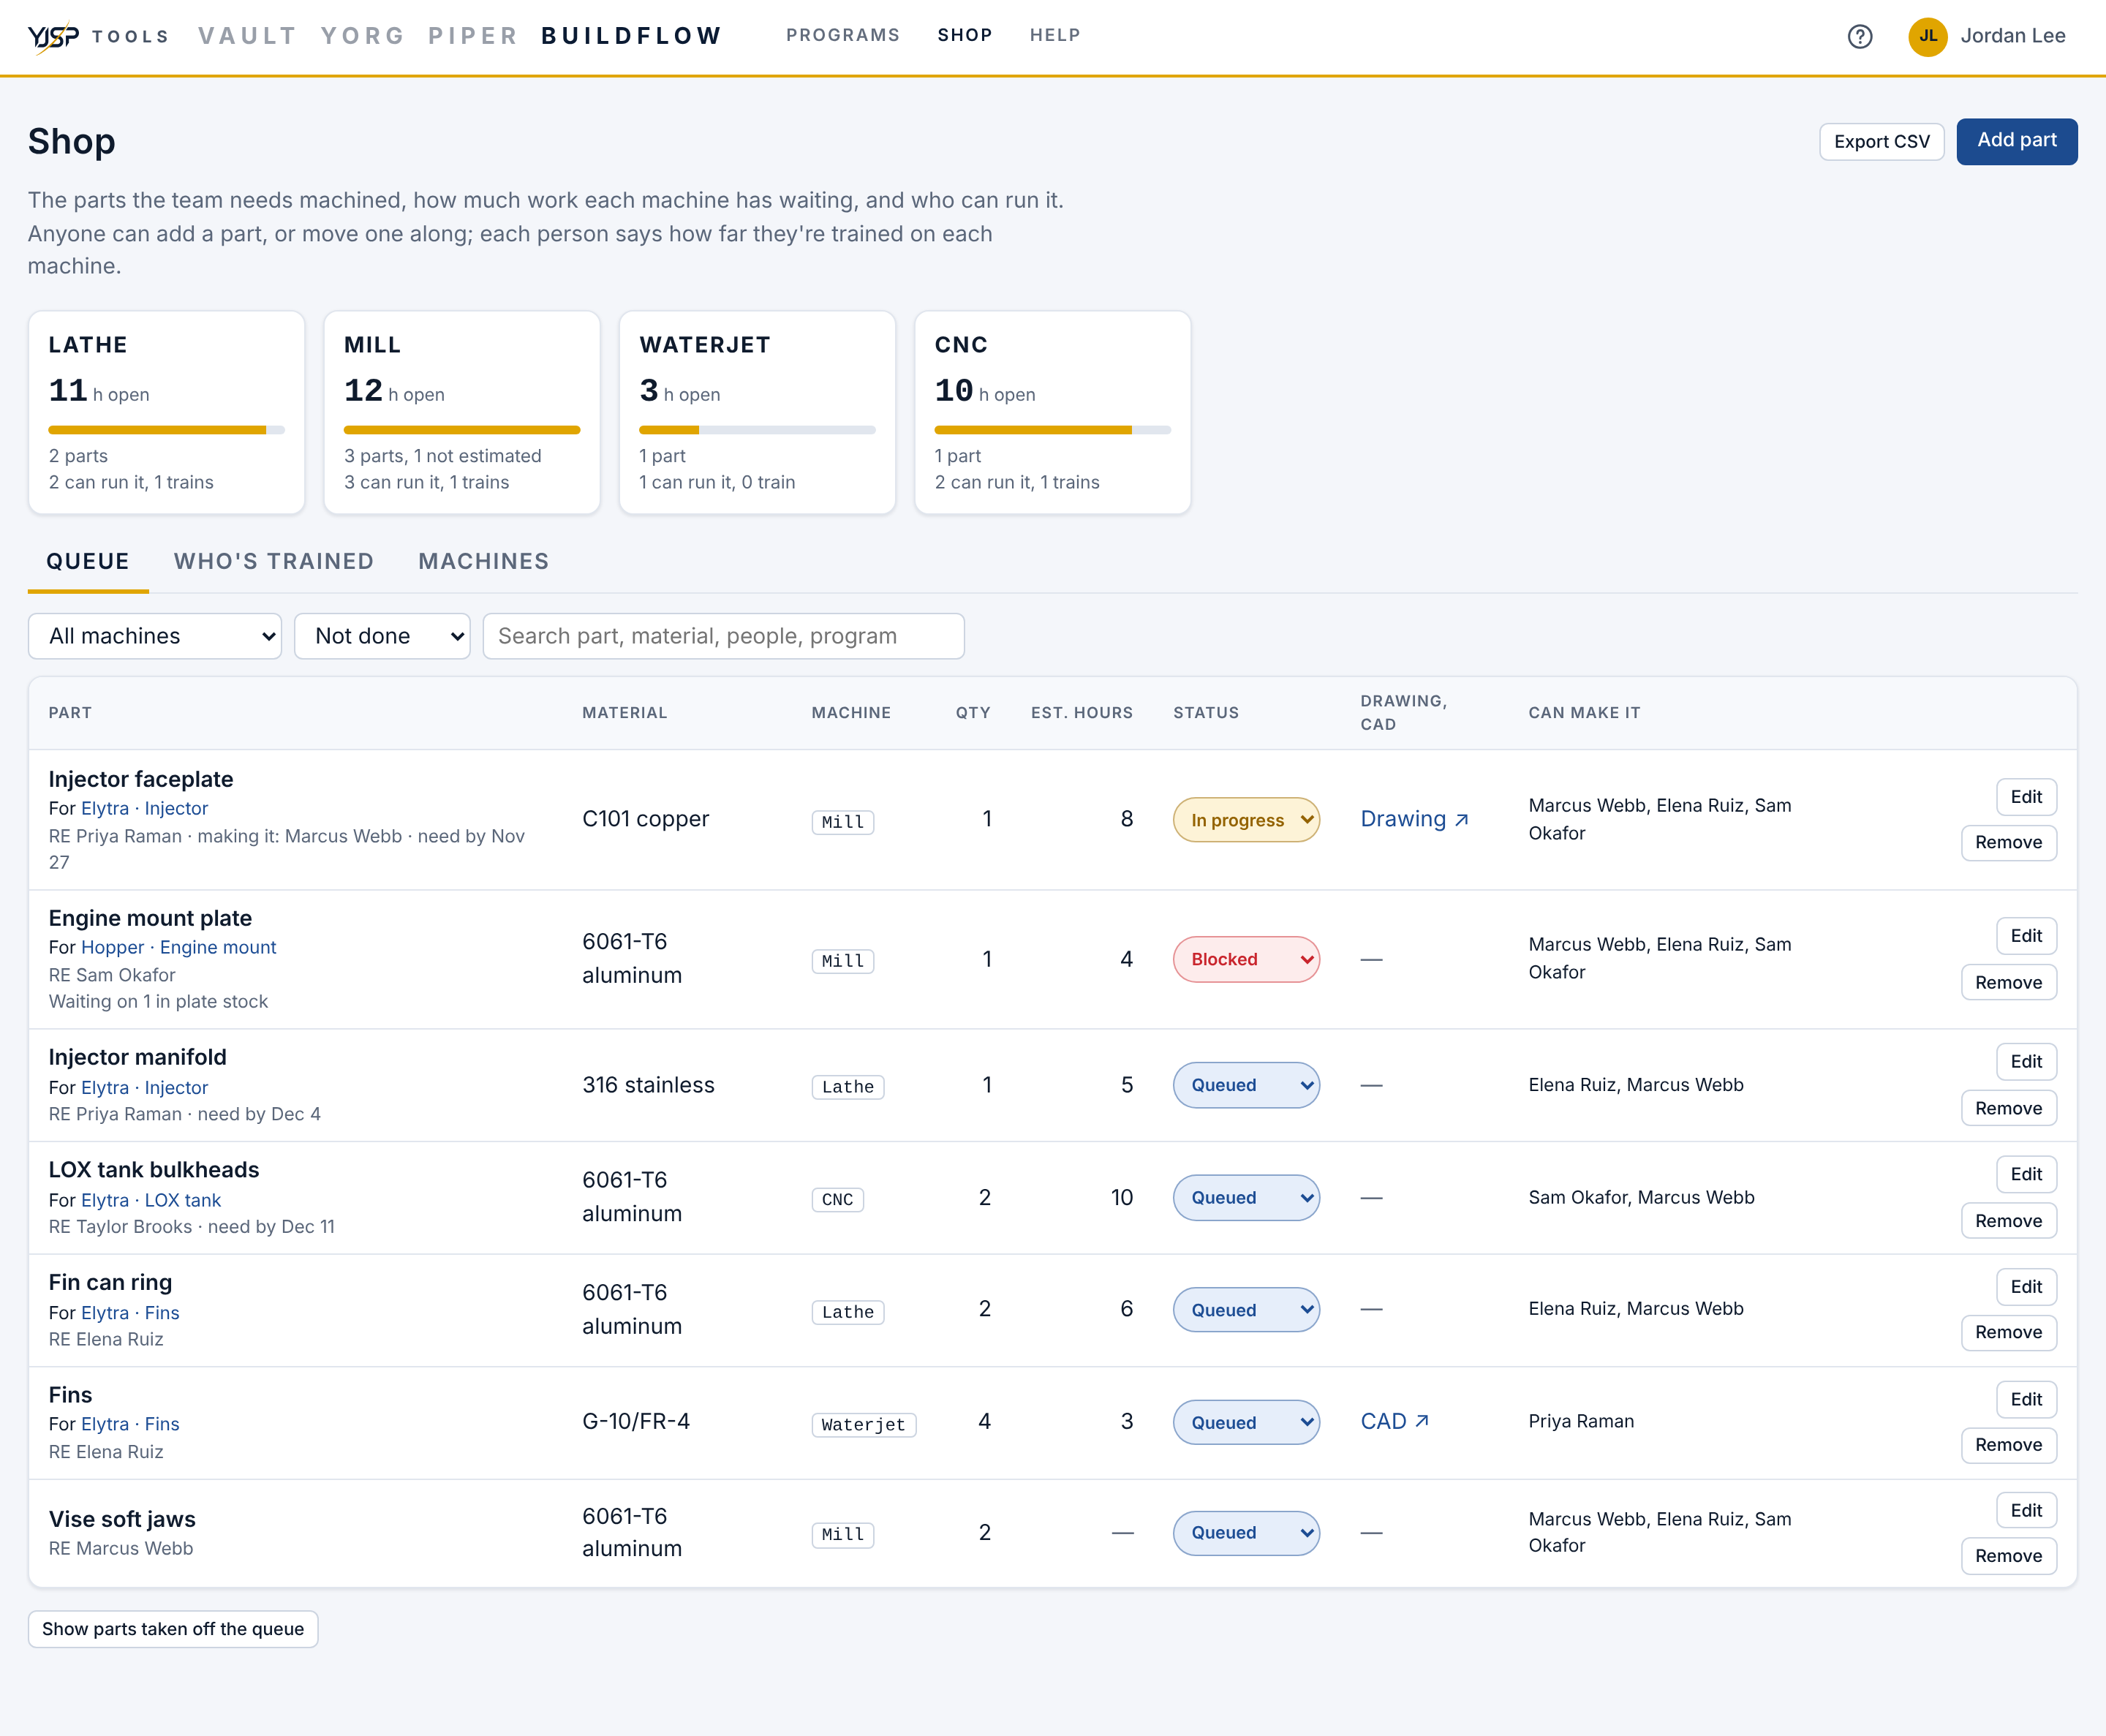 YJSP TOOLS VAULT YORG PIPER BUILDFLOW PROGRAMS SHOP HELP ? JL Jordan Lee
Shop
Export CSV Add part
The parts the team needs machined, how much work each machine has waiting, and who can run it.
Anyone can add a part, or move one along; each person says how far they're trained on each
machine.
LATHE
11 h open
2 parts
2 can run it, 1 trains
MILL
12 h open
3 parts, 1 not estimated
3 can run it, 1 trains
WATERJET
3 h open
1 part
1 can run it, 0 train
CNC
10 h open
1 part
2 can run it, 1 trains
QUEUE WHO'S TRAINED MACHINES
All machines Not done Search part, material, people, program
PART MATERIAL MACHINE QTY EST. HOURS STATUS DRAWING, CAD CAN MAKE IT
Injector faceplate
For Elytra · Injector
RE Priya Raman · making it: Marcus Webb · need by Nov
27
C101 copper Mill 1 8 In progress Drawing ↗
Marcus Webb, Elena Ruiz, Sam
Okafor
Edit
Remove
Engine mount plate
For Hopper · Engine mount
RE Sam Okafor
Waiting on 1 in plate stock
6061-T6
aluminum
Mill 1 4 Blocked —
Marcus Webb, Elena Ruiz, Sam
Okafor
Edit
Remove
Injector manifold
For Elytra · Injector
RE Priya Raman · need by Dec 4
316 stainless Lathe 1 5 Queued — Elena Ruiz, Marcus Webb
Edit
Remove
LOX tank bulkheads
For Elytra · LOX tank
RE Taylor Brooks · need by Dec 11
6061-T6
aluminum
CNC 2 10 Queued — Sam Okafor, Marcus Webb
Edit
Remove
Fin can ring
For Elytra · Fins
RE Elena Ruiz
6061-T6
aluminum
Lathe 2 6 Queued — Elena Ruiz, Marcus Webb
Edit
Remove
Fins
For Elytra · Fins
RE Elena Ruiz
G-10/FR-4 Waterjet 4 3 Queued CAD ↗ Priya Raman
Edit
Remove
Vise soft jaws
RE Marcus Webb
6061-T6
aluminum
Mill 2 — Queued —
Marcus Webb, Elena Ruiz, Sam
Okafor
Edit
Remove
Show parts taken off the queue